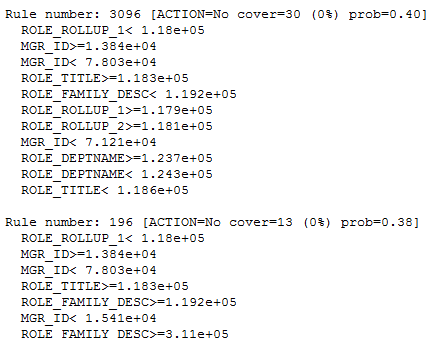 Rule number: 3096 [ACTION=No cover=30 (0%) prob=0.40]
ROLE_ROLLUP_1< 1.18e+05
MGR_ID>=1.384e+04
MGR_ID< 7.803e+04
ROLE_TITLE>=1.183e+05
ROLE_FAMILY_DESC< 1.192e+05
ROLE_ROLLUP_1>=1.179e+05
ROLE_ROLLUP_2>=1.181e+05
MGR_ID< 7.121e+04
ROLE_DEPTNAME>=1.237e+05
ROLE_DEPTNAME< 1.243e+05
ROLE_TITLE< 1.186e+05
Rule number: 196 [ACTION=No cover=13 (0%) prob=0.38]
ROLE_ROLLUP_1< 1.18e+05
MGR_ID>=1.384e+04
MGR_ID< 7.803e+04
ROLE_TITLE>=1.183e+05
ROLE_FAMILY_DESC>=1.192e+05
MGR_ID< 1.541e+04
ROLE_FAMILY_DESC>=3.11e+05